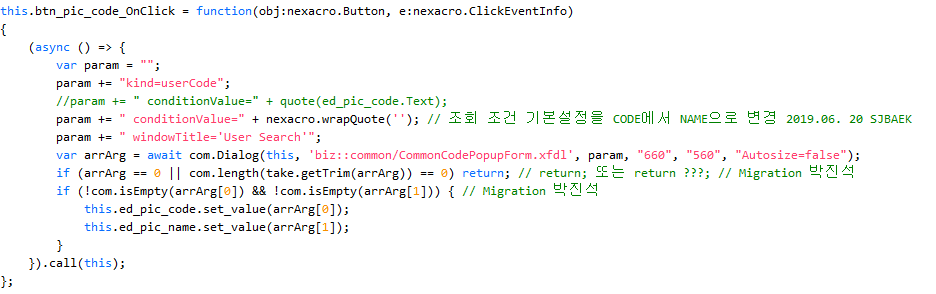 this.btn_pic_code_OnClick = function(obj:nexacro.Button, e:nexacro.ClickEventInfo)
{
    (async () => {
        var param = "";
        param += "kind=userCode";
        //param += " conditionValue=" + quote(ed_pic_code.Text);
        param += " conditionValue=" + nexacro.wrapQuote(''); // 조회 조건 기본설정을 CODE에서 NAME으로 변경 2019.06. 20 SJBAEK
        param += " windowTitle='User Search'";
        var arrArg = await com.Dialog(this, 'biz::common/CommonCodePopupForm.xfdl', param, "660", "560", "Autosize=false");
        if (arrArg == 0 || com.length(take.getTrim(arrArg)) == 0) return; // return; 또는 return ???; // Migration 박진석
        if (!com.isEmpty(arrArg[0]) && !com.isEmpty(arrArg[1])) { // Migration 박진석
            this.ed_pic_code.set_value(arrArg[0]);
            this.ed_pic_name.set_value(arrArg[1]);
        }
    }).call(this);
};